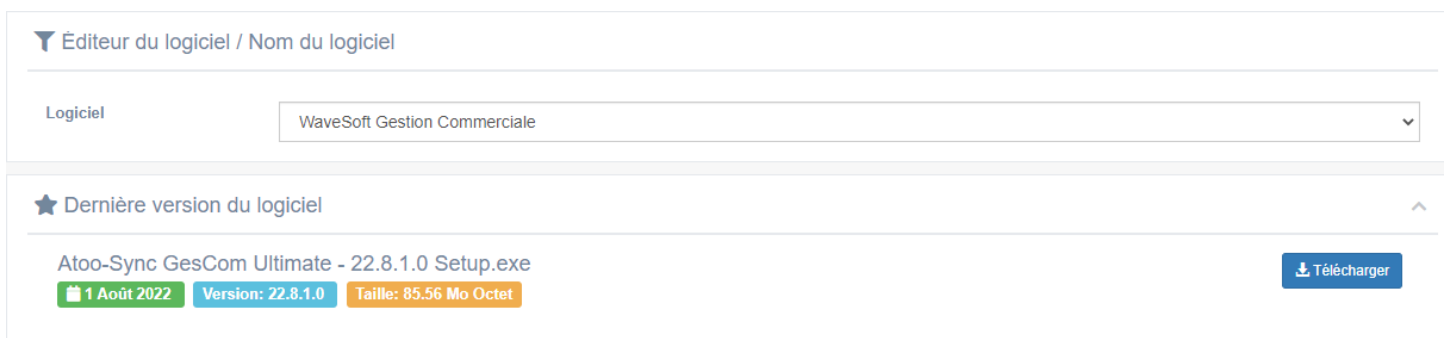 Éditeur du logiciel / Nom du logiciel
Logiciel
WaveSoft Gestion Commerciale
Dernière version du logiciel
Atoo-Sync GesCom Ultimate - 22.8.1.0 Setup.exe
Télécharger
1 Août 2022 Version: 22.8.1.0 Taille: 85.56 Mo Octet